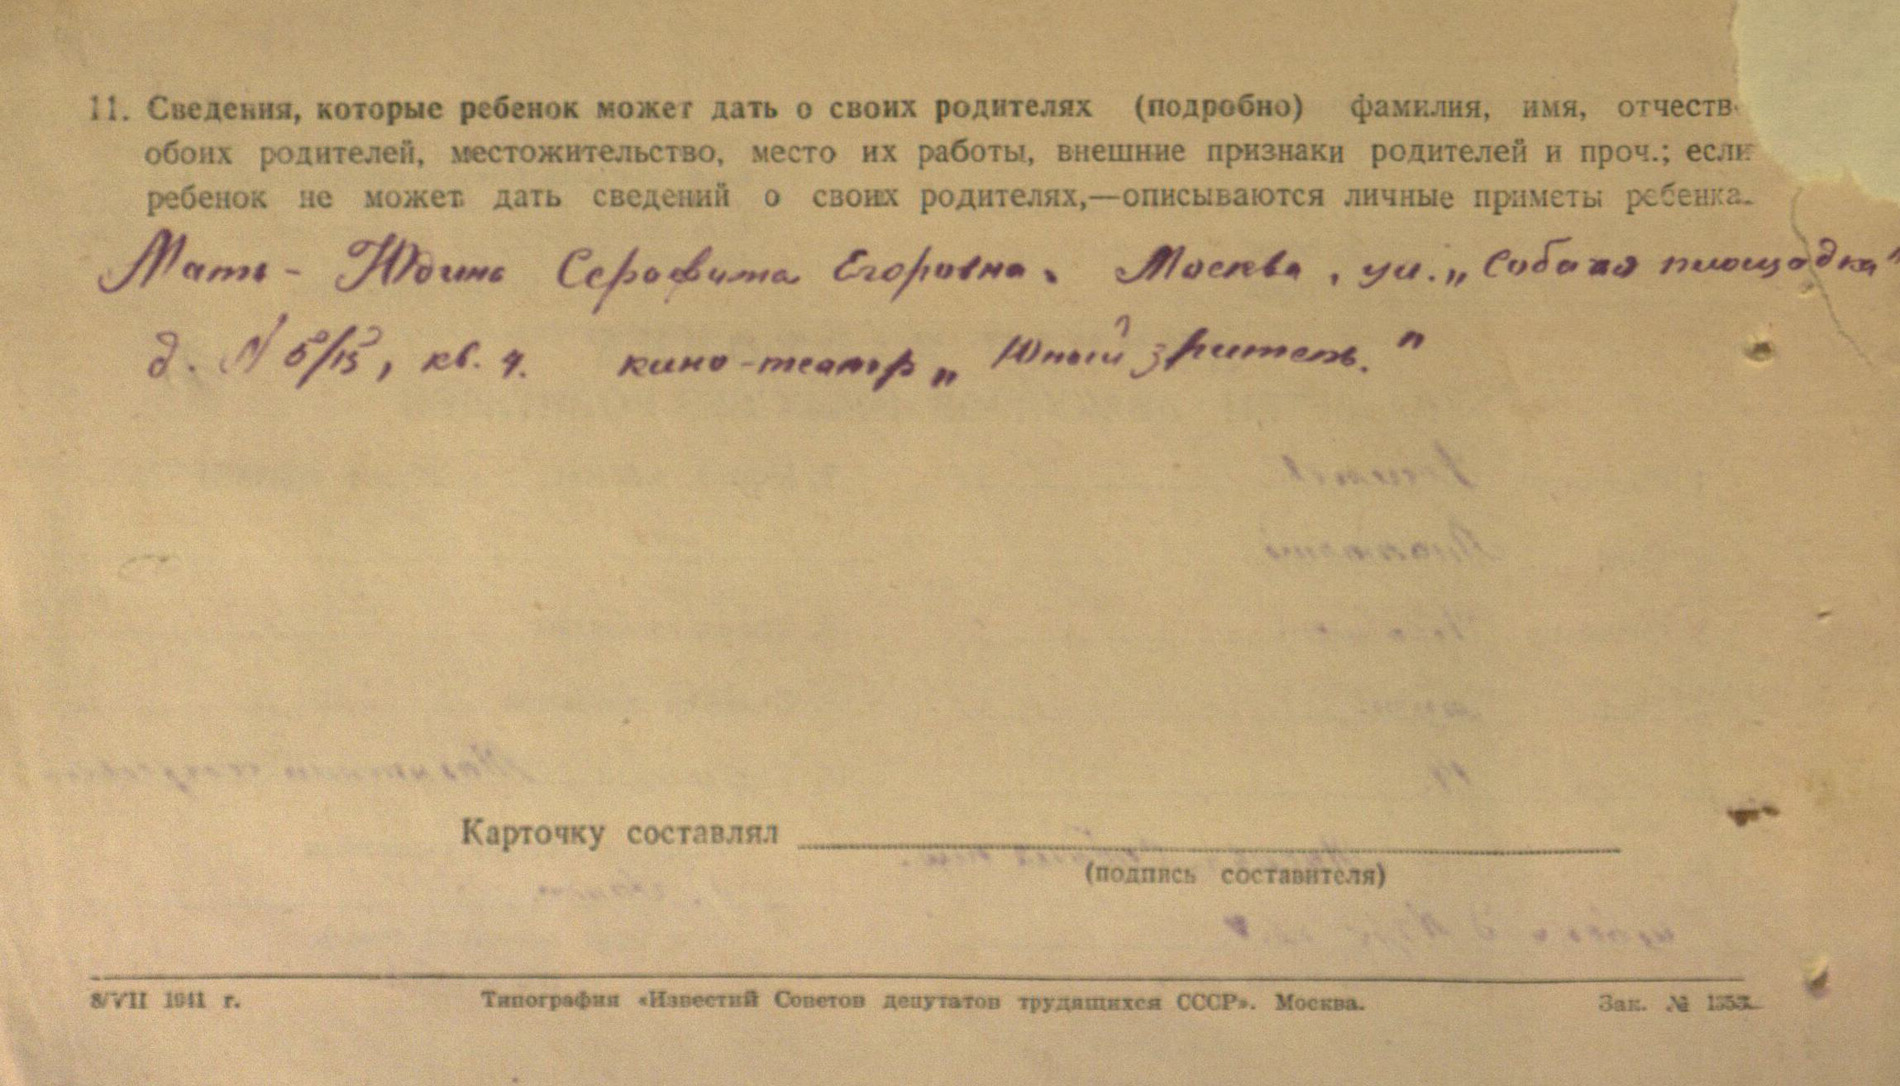 11. Сведения, которые ребенок может дать о своих родителях (подробно) фамилия, имя, отчеств
обоих родителей, местожительство, место их работы, внешние признаки родителей и проч.; если
ребенок не может дать сведений о своих родителях,—описываются личные приметы ребенка.
Мать - Юдина Серафима Егоровна. Москва, ул. „Собачья площадка"
д. N 5/15, кв. 4. кино-театр „Юный зритель."
Карточку составлял
(подпись составителя)
8/VII 1941 г. Типография «Известий Советов депутатов трудящихся СССР». Москва. Зак. №